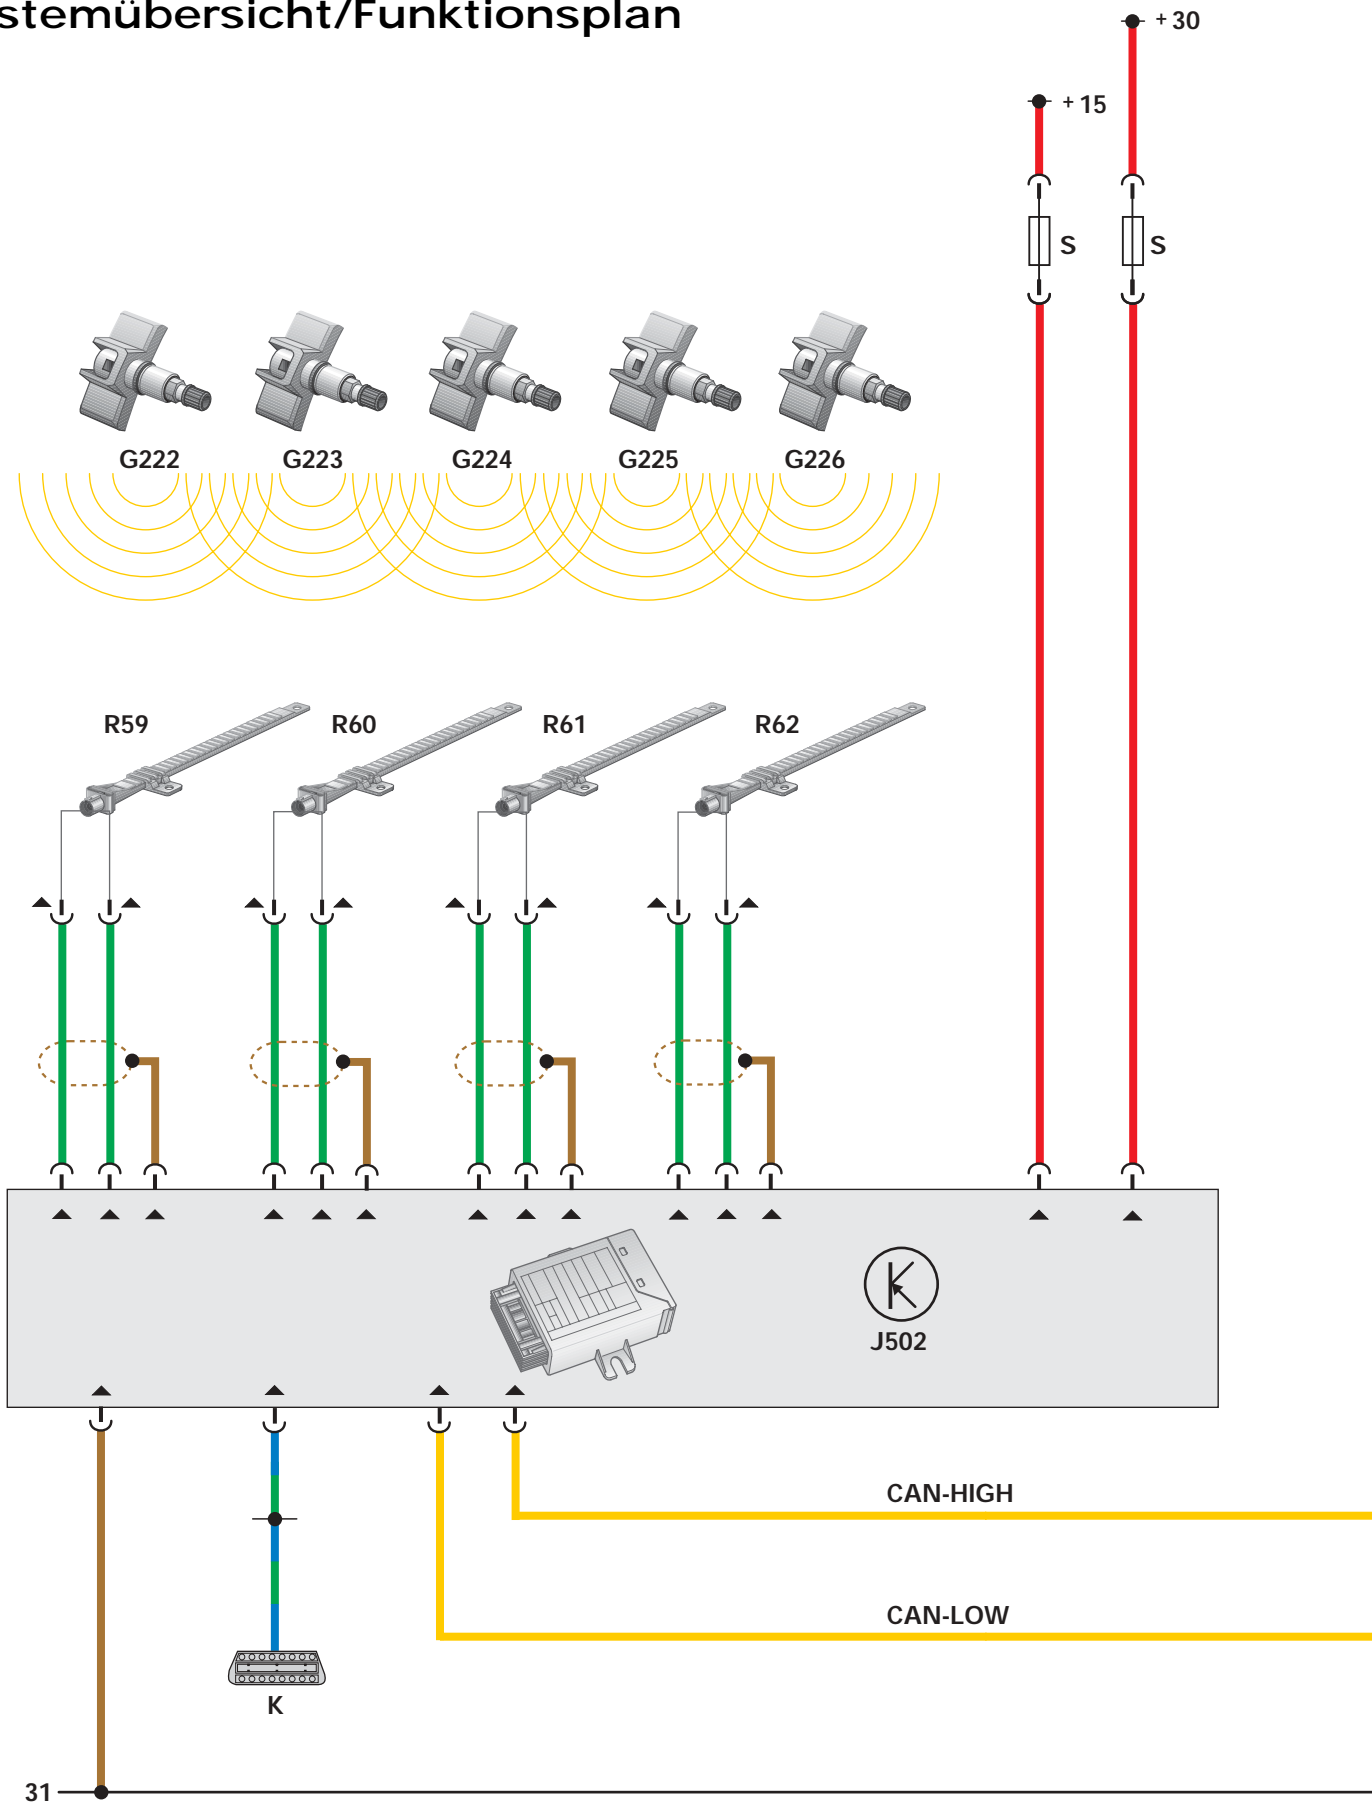 stemübersicht/Funktionsplan
+ 30
+ 15
S
S
G222
G223
G224
G225
G226
R59
R60
R61
R62
J502
CAN-HIGH
CAN-LOW
K
31